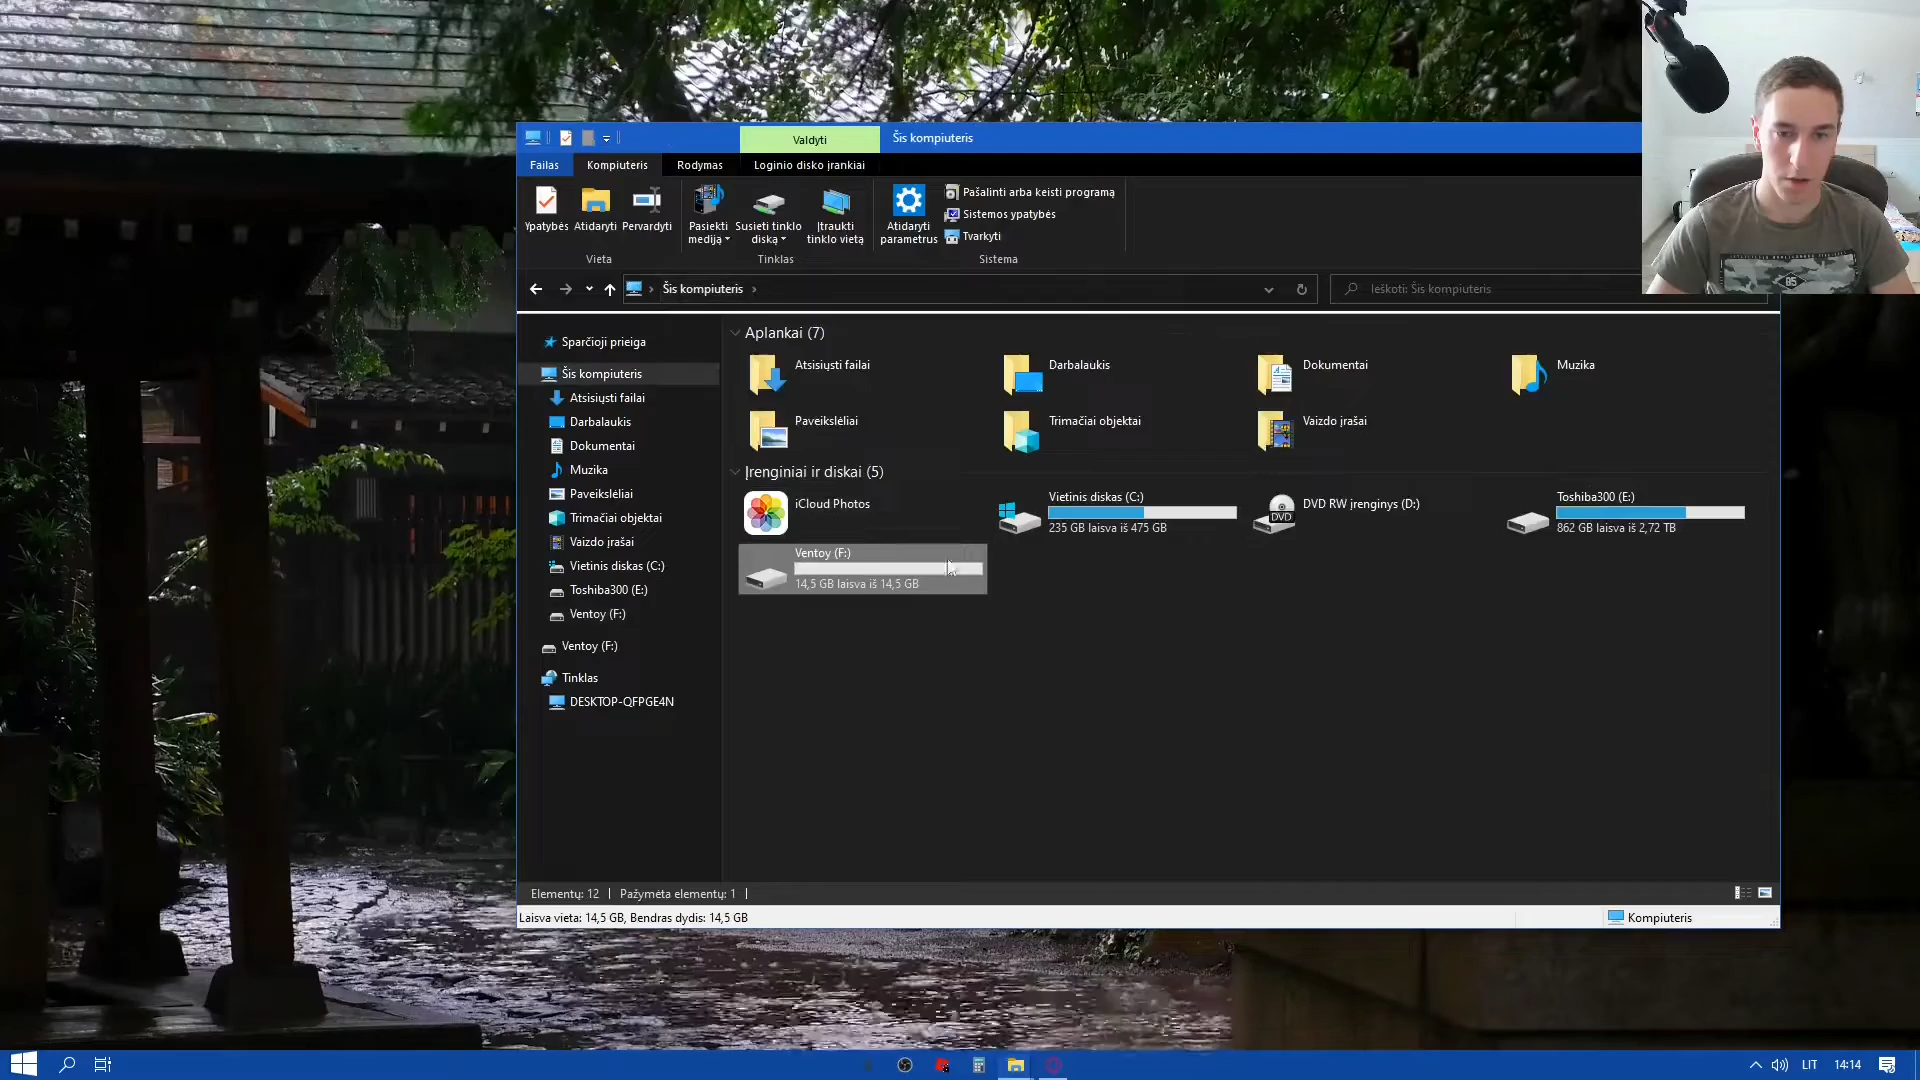 Valdyti
Šis kompiuteris
Failas
Kompiuteris
Rodymas
Loginio disko įrankiai
Ypatybės
Atidaryti
Pervardyti
Pasiekti
mediją
Susieti tinklo
diską
Įtraukti
tinklo vietą
Atidaryti
parametrus
Pašalinti arba keisti programą
Sistemos ypatybės
Tvarkyti
Vieta
Tinklas
Sistema
Šis kompiuteris
Ieškoti: Šis kompiuteris
Sparčioji prieiga
Šis kompiuteris
Atsisiųsti failai
Darbalaukis
Dokumentai
Muzika
Paveikslėliai
Trimačiai objektai
Vaizdo įrašai
Vietinis diskas (C:)
Toshiba300 (E:)
Ventoy (F:)
Ventoy (F:)
Tinklas
DESKTOP-QFPGE4N
Aplankai (7)
Atsisiųsti failai
Darbalaukis
Dokumentai
Muzika
Paveikslėliai
Trimačiai objektai
Vaizdo įrašai
Įrenginiai ir diskai (5)
iCloud Photos
Vietinis diskas (C:)
235 GB laisva iš 475 GB
DVD RW įrenginys (D:)
DVD
Toshiba300 (E:)
862 GB laisva iš 2,72 TB
Ventoy (F:)
14,5 GB laisva iš 14,5 GB
Elementų: 12
Pažymėta elementų: 1
Laisva vieta: 14,5 GB, Bendras dydis: 14,5 GB
Kompiuteris
LIT
14:14